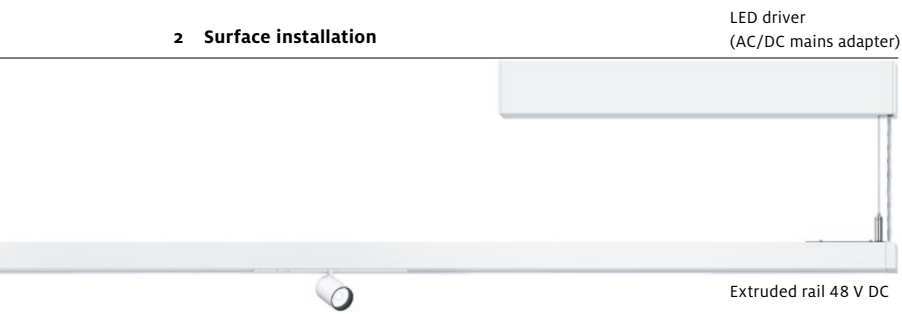 2 Surface installation
LED driver
(AC/DC mains adapter)
Extruded rail 48 V DC